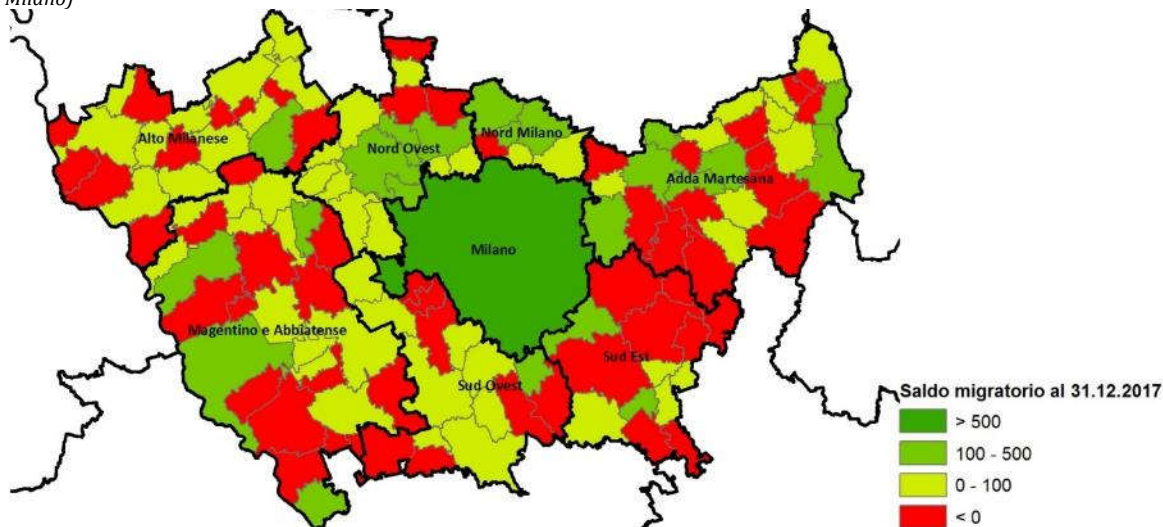 Milano)
Alto Milanese
Nord Ovest
Nord Milano
Adda Martesana
Milano
Magentino e Abbiatense
Sud Ovest
Sud Est
Saldo migratorio al 31.12.2017
> 500
100 - 500
0 - 100
< 0